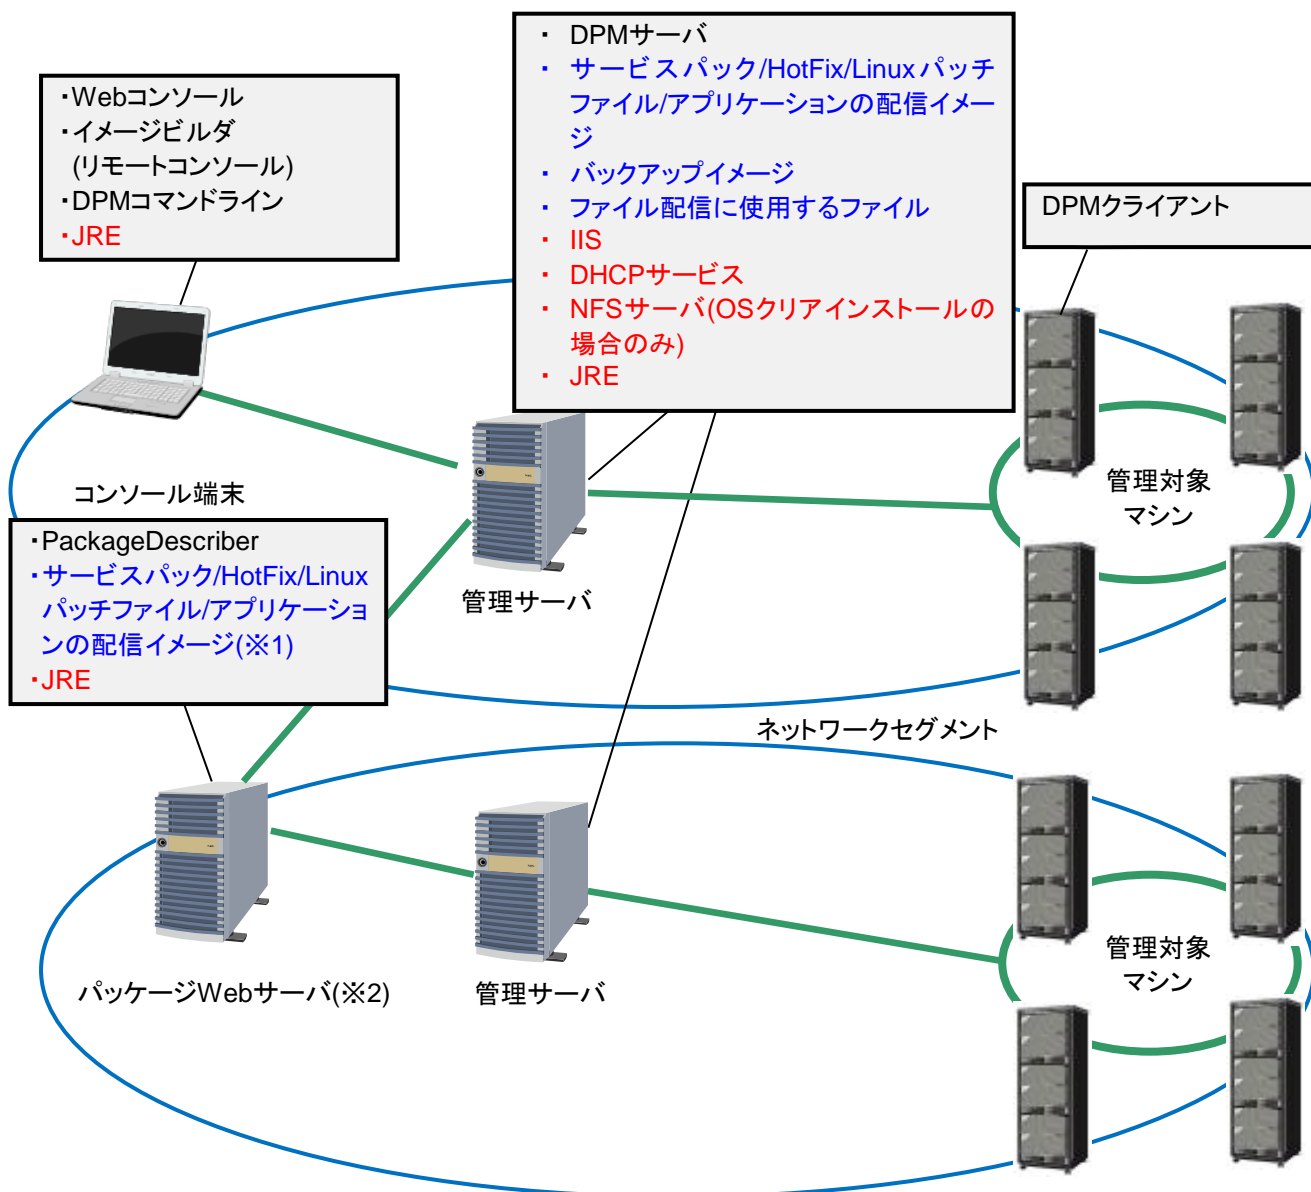 ・ DPMサーバ
・ サービスパック/HotFix/Linux パッチ
ファイル/アプリケーションの配信イメー
ジ
・ バックアップイメージ
・ ファイル配信に使用するファイル
・ IIS
・ DHCPサービス
・ NFSサーバ(OSクリアインストールの
場合のみ)
・ JRE
・Webコンソール
・イメージビルダ
(リモートコンソール)
・DPMコマンドライン
・JRE
DPMクライアント
コンソール端末
管理サーバ
管理対象
マシン
・PackageDescriber
・サービスパック/HotFix/Linux
パッチファイル/アプリケーショ
ンの配信イメージ(※1)
・JRE
ネットワークセグメント
パッケージWebサーバ(※2)
管理サーバ
管理対象
マシン